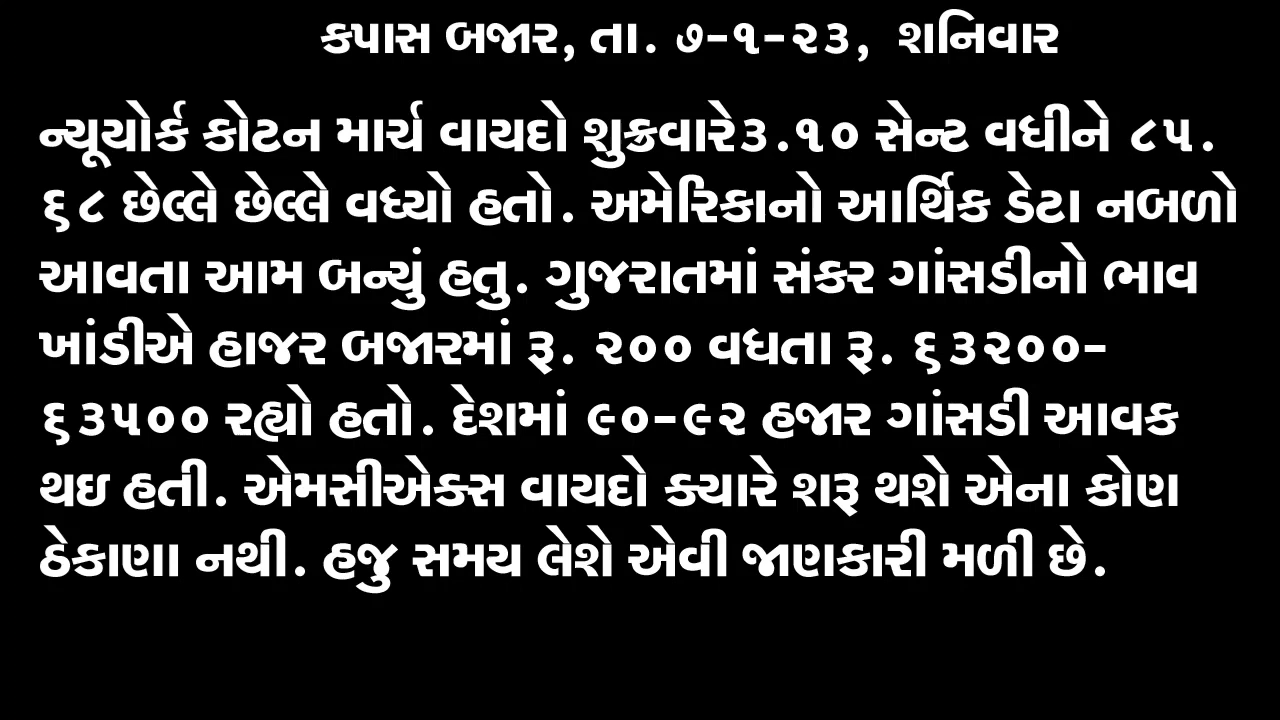 કપાસ બજાર, તા. ૭-૧-૨૩, શનિવાર
ન્યૂયોર્ક કોટન માર્ચ વાયદો શુક્રવારે૩.૧૦ સેન્ટ વધીને ૮૫.
૬૮ છેલ્લે છેલ્લે વધ્યો હતો. અમેરિકાનો આર્થિક ડેટા નબળો
આવતા આમ બન્યું હતુ. ગુજરાતમાં સંકર ગાંસડીનો ભાવ
ખાંડીએ હાજર બજારમાં રૂ. ૨૦૦ વધતા રૂ. ૬૩૨૦૦-
૬૩૫૦૦ રહ્યો હતો. દેશમાં ૯૦-૯૨ હજાર ગાંસડી આવક
થઇ હતી. એમસીએક્સ વાયદો ક્યારે શરૂ થશે એના કોણ
ઠેકાણા નથી. હજુ સમય લેશે એવી જાણકારી મળી છે.